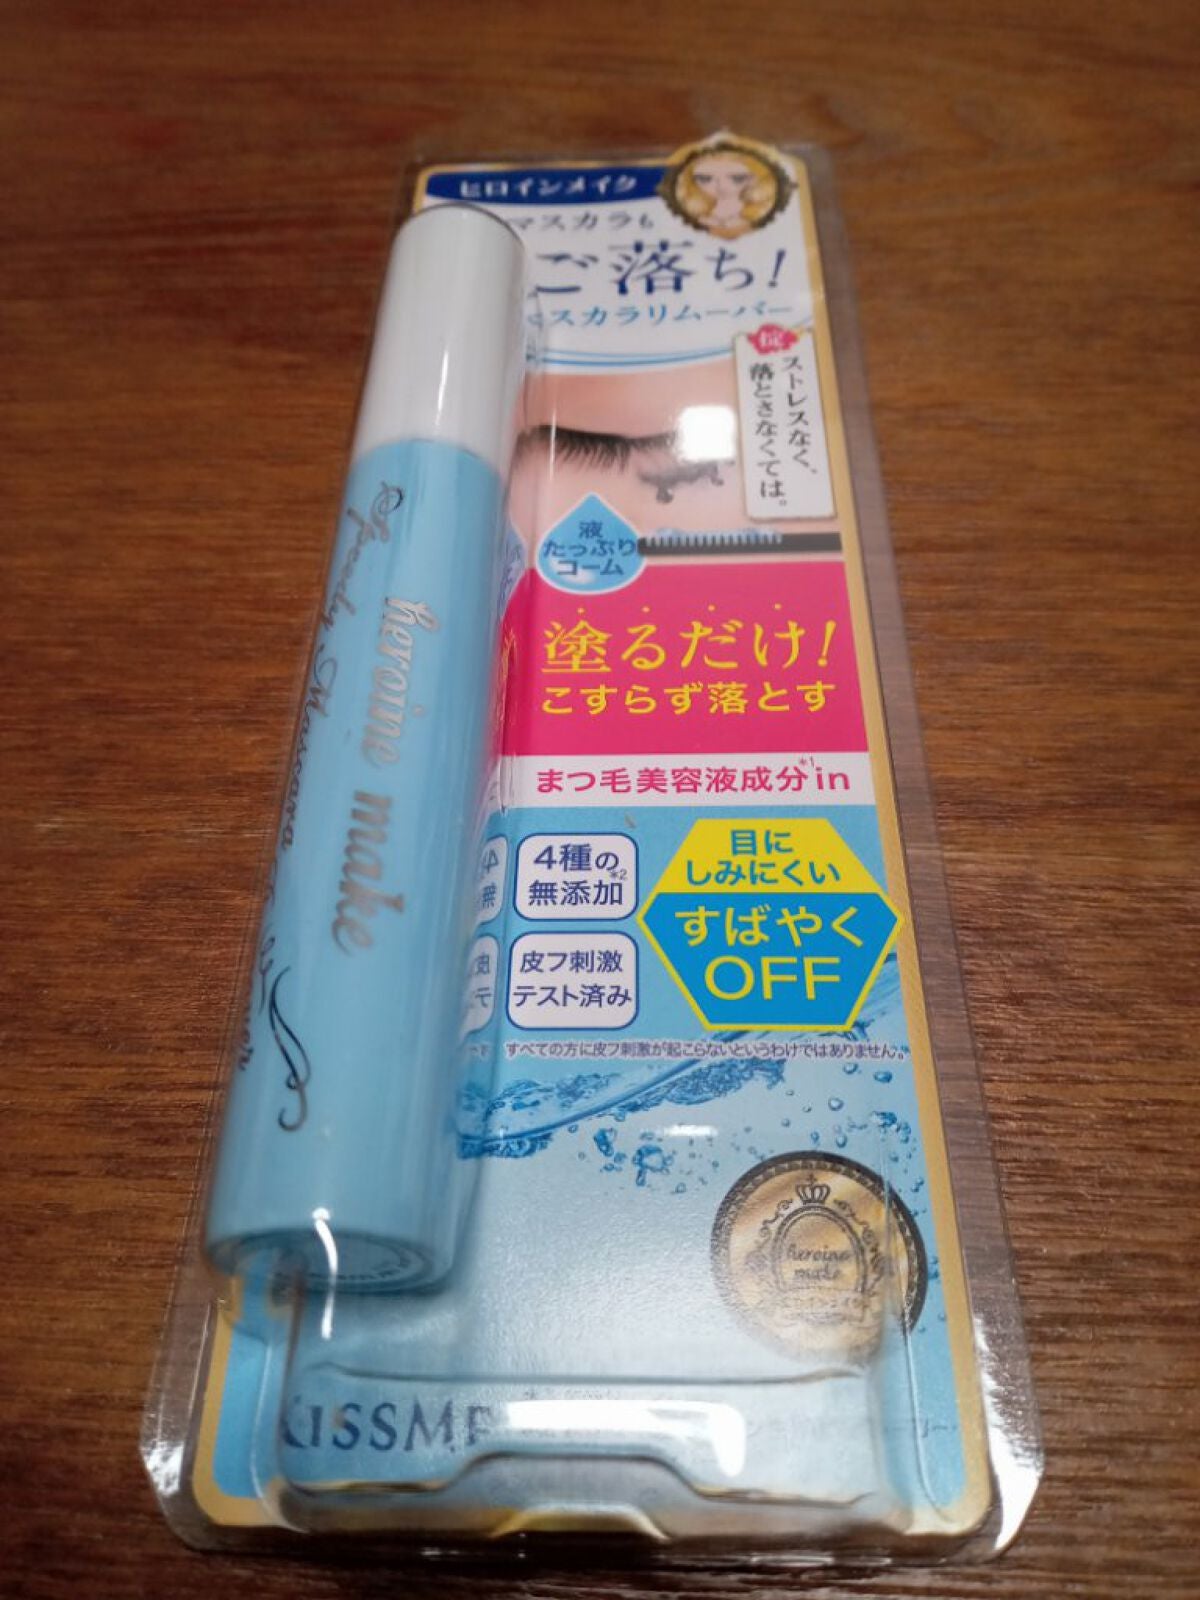 ヒロインメイク
マスカラも
ご落ち!
スカラリムーバー
掟
ストレスなく、
落とさなくては。
液
たっぷり
コーム
塗るだけ!
こすらず落とす
まつ毛美容液成分*1in
4種の
無添加*2
皮フ刺激
テスト済み
目に
しみにくい
すばやく
OFF
すべての方に皮フ刺激が起こらないというわけではありません。
heroine make
Speedy Mascara
heroine
make
KISSME